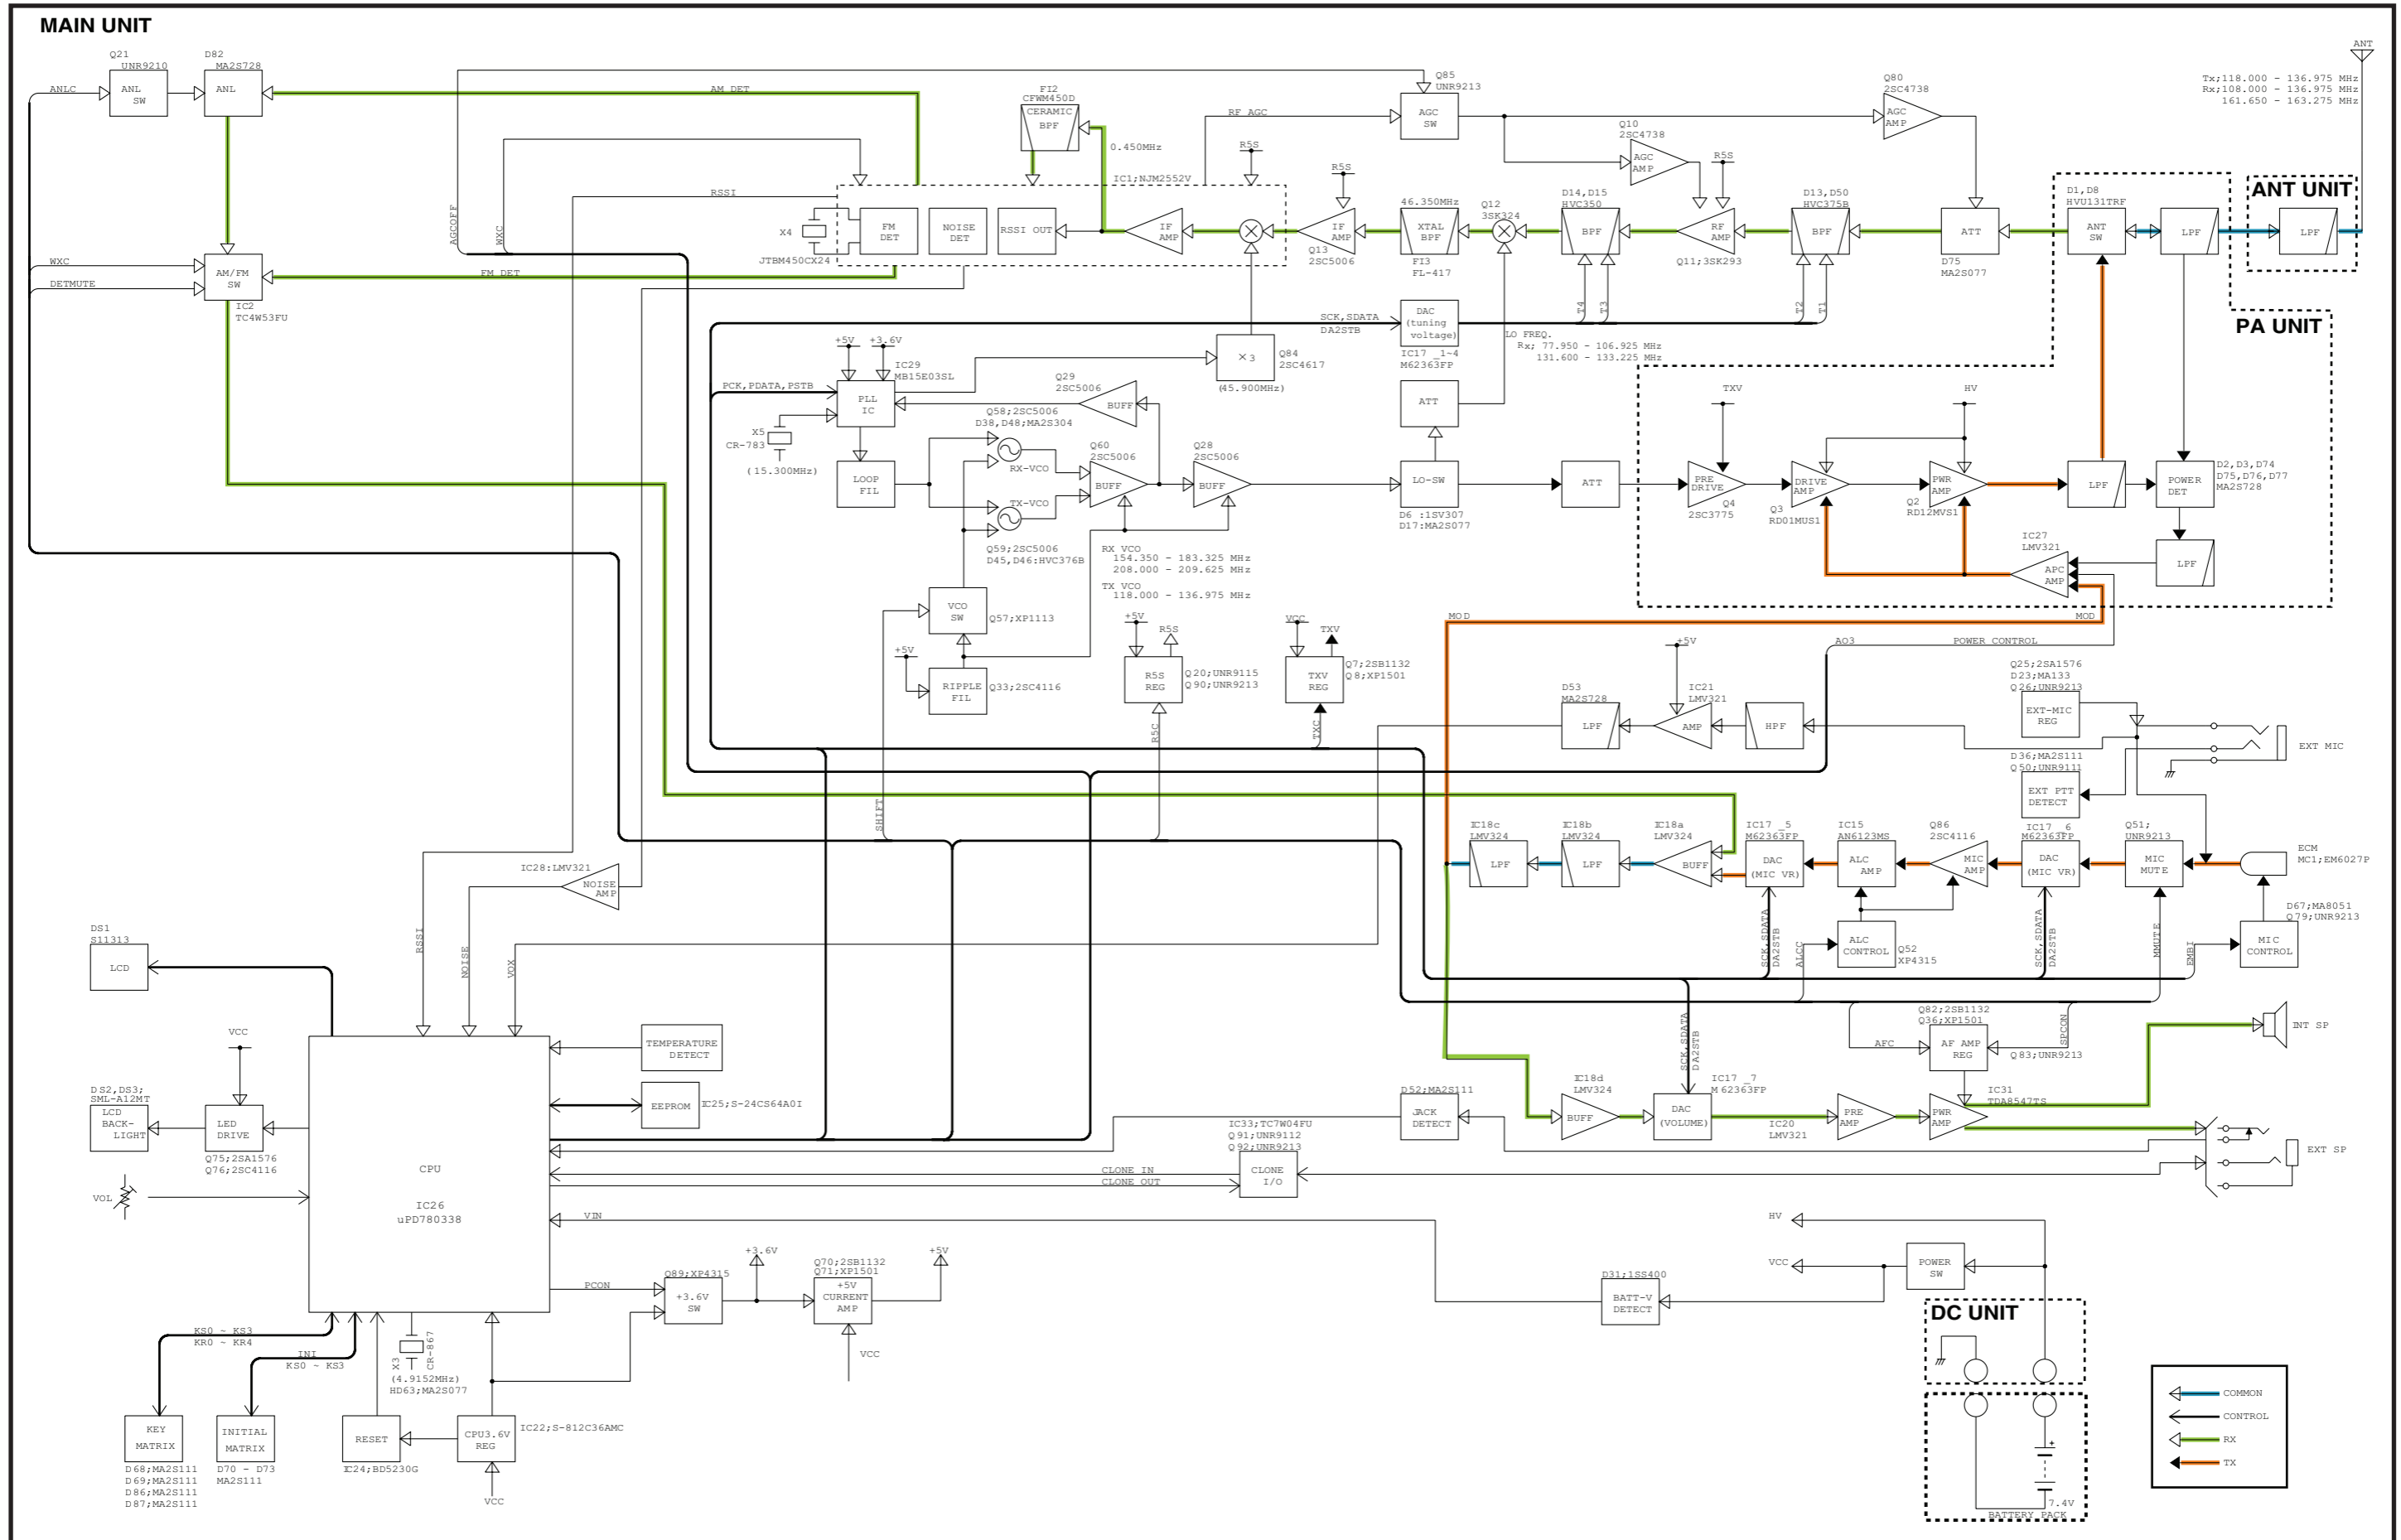 MAIN UNIT
Q21
UNR9210
ANL
SW
D82
MA2S728
ANL
ANLC
AM DET
FI2
CFWM450D
CERAMIC
BPF
0.450MHz
RF AGC
Q85
UNR9213
AGC
SW
Q10
2SC4738
AGC
AMP
Q80
2SC4738
AGC
AMP
ANT
Tx;118.000 - 136.975 MHz
Rx;108.000 - 136.975 MHz
161.650 - 163.275 MHz
R5S
R5S
R5S
IC1;NJM2552V
RSSI
AGCOFF
WXC
X4
JTBM450CX24
FM
DET
NOISE
DET
RSSI OUT
IF
AMP
IF
AMP
Q13
2SC5006
46.350MHz
XTAL
BPF
FI3
FL-417
Q12
3SK324
D14,D15
HVC350
BPF
RF
AMP
Q11;3SK293
D13,D50
HVC375B
BPF
ATT
D75
MA2S077
D1,D8
HVU131TRF
ANT
SW
LPF
ANT UNIT
LPF
PA UNIT
WXC
DETMUTE
AM/FM
SW
IC2
TC4W53FU
FM DET
T4
T3
T2
T1
SCK,SDATA
DA2STB
DAC
(tuning
voltage)
IC17 _1~4
M62363FP
LO FREQ.
Rx; 77.950 - 106.925 MHz
131.600 - 133.225 MHz
+5V
+3.6V
IC29
MB15E03SL
PLL
IC
×3
Q84
2SC4617
(45.900MHz)
PCK,PDATA,PSTB
X5
CR-783
(15.300MHz)
LOOP
FIL
Q29
2SC5006
BUFF
Q58;2SC5006
D38,D48;MA2S304
RX-VCO
TX-VCO
Q59;2SC5006
D45,D46:HVC376B
Q60
2SC5006
BUFF
Q28
2SC5006
BUFF
ATT
LO-SW
D6 :1SV307
D17:MA2S077
ATT
TXV
HV
PRE
DRIVE
Q4
2SC3775
DRIVE
AMP
Q3
RD01MUS1
PWR
AMP
Q2
RD12MVS1
LPF
POWER
DET
D2,D3,D74
D75,D76,D77
MA2S728
LPF
IC27
LMV321
APC
AMP
RX VCO
154.350 - 183.325 MHz
208.000 - 209.625 MHz
TX VCO
118.000 - 136.975 MHz
VCO
SW
Q57;XP1113
+5V
RIPPLE
FIL
Q33;2SC4116
+5V
R5S
R5S
REG
Q20;UNR9115
Q90;UNR9213
R5C
VCC
TXV
TXV
REG
Q7;2SB1132
Q8;XP1501
TXC
MOD
MOD
AO3
POWER CONTROL
+5V
D53
MA2S728
LPF
IC21
LMV321
AMP
HPF
Q25;2SA1576
D23;MA133
Q26;UNR9213
EXT-MIC
REG
EXT MIC
D36;MA2S111
Q50;UNR9111
EXT PTT
DETECT
SHIFT
IC18c
LMV324
LPF
IC18b
LMV324
LPF
IC18a
LMV324
BUFF
IC17 _5
M62363FP
DAC
(MIC VR)
IC15
AN6123MS
ALC
AMP
Q86
2SC4116
MIC
AMP
IC17 _6
M62363FP
DAC
(MIC VR)
Q51;
UNR9213
MIC
MUTE
ECM
MC1;EM6027P
D67;MA8051
Q79;UNR9213
MIC
CONTROL
SCK,SDATA
DA2STB
ALCC
ALC
CONTROL
Q52
XP4315
SCK,SDATA
DA2STB
MMUTE
EMBI
IC28:LMV321
NOISE
AMP
RSSI
NOISE
VOX
DS1
S11313
LCD
VCC
DS2,DS3;
SML-A12MT
LCD
BACK-
LIGHT
LED
DRIVE
Q75;2SA1576
Q76;2SC4116
VOL
CPU
IC26
uPD780338
TEMPERATURE
DETECT
EEPROM
IC25;S-24CS64A0I
SCK,SDATA
DA2STB
AFC
Q82;2SB1132
Q36;XP1501
AF AMP
REG
Q83;UNR9213
SPCON
INT SP
D52;MA2S111
JACK
DETECT
IC18d
LMV324
BUFF
IC17 _7
M62363FP
DAC
(VOLUME)
PRE
AMP
IC20
LMV321
IC31
TDA8547TS
PWR
AMP
EXT SP
IC33;TC7W04FU
Q91;UNR9112
Q92;UNR9213
CLONE
I/O
CLONE IN
CLONE OUT
VIN
HV
VCC
POWER
SW
D31;1SS400
BATT-V
DETECT
PCON
Q89;XP4315
+3.6V
SW
+3.6V
Q70;2SB1132
Q71;XP1501
+5V
CURRENT
AMP
+5V
VCC
KS0 ~ KS3
KR0 ~ KR4
INI
KS0 ~ KS3
X3
CR-867
(4.9152MHz)
HD63;MA2S077
KEY
MATRIX
D68;MA2S111
D69;MA2S111
D86;MA2S111
D87;MA2S111
INITIAL
MATRIX
D70 - D73
MA2S111
RESET
IC24;BD5230G
CPU3.6V
REG
IC22;S-812C36AMC
VCC
DC UNIT
7.4V
BATTERY PACK
COMMON
CONTROL
RX
TX